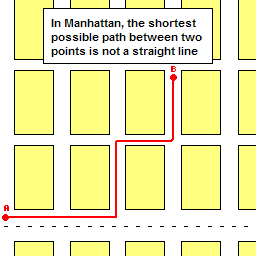 In Manhattan, the shortest
possible path between two
points is not a straight line
B
A